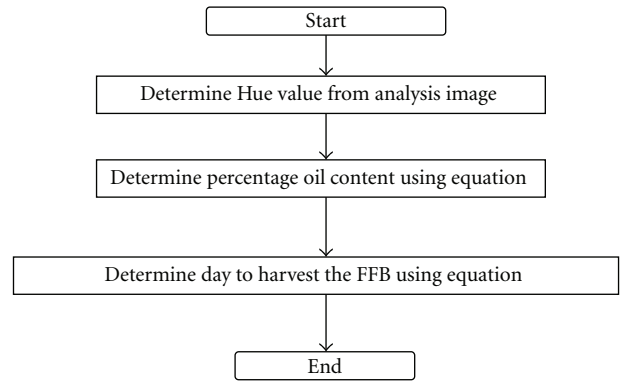 Start
Determine Hue value from analysis image
Determine percentage oil content using equation
Determine day to harvest the FFB using equation
End